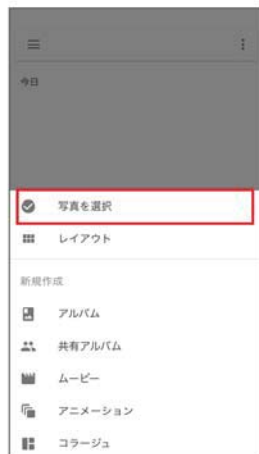 今日
写真を選択
レイアウト
新規作成
アルバム
共有アルバム
ムービー
アニメーション
コラージュ